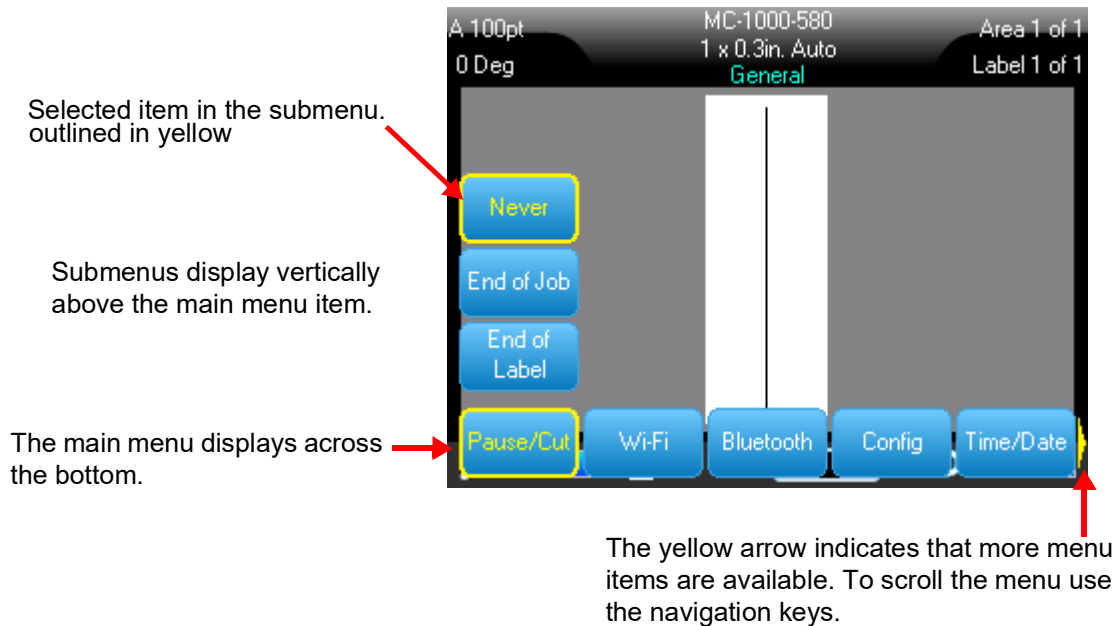 A 100pt
MC-1000-580
Area 1 of 1
1 x 0.3in. Auto
0 Deg
General
Label 1 of 1
Selected item in the submenu.
outlined in yellow
Never
Submenus display vertically
above the main menu item.
End of Job
End of
Label
The main menu displays across
the bottom.
Pause/Cut
Wi-Fi
Bluetooth
Config
Time/Date
The yellow arrow indicates that more menu
items are available. To scroll the menu use
the navigation keys.